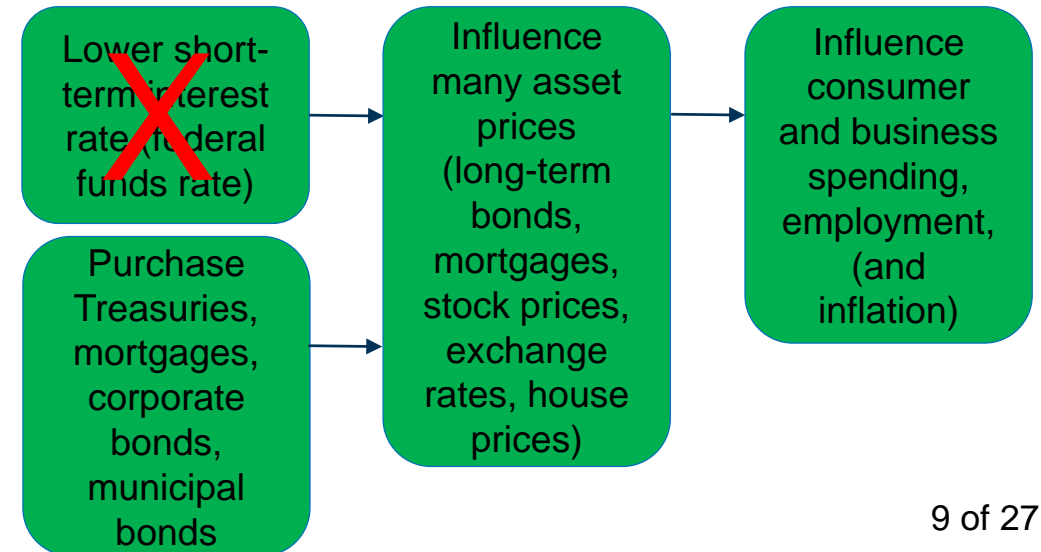 Lower short-
term interest
rate (federal
funds rate)
Purchase
Treasuries,
mortgages,
corporate
bonds,
municipal
bonds
Influence
many asset
prices
(long-term
bonds,
mortgages,
stock prices,
exchange
rates, house
prices)
Influence
consumer
and business
spending,
employment,
(and
inflation)
9 of 27